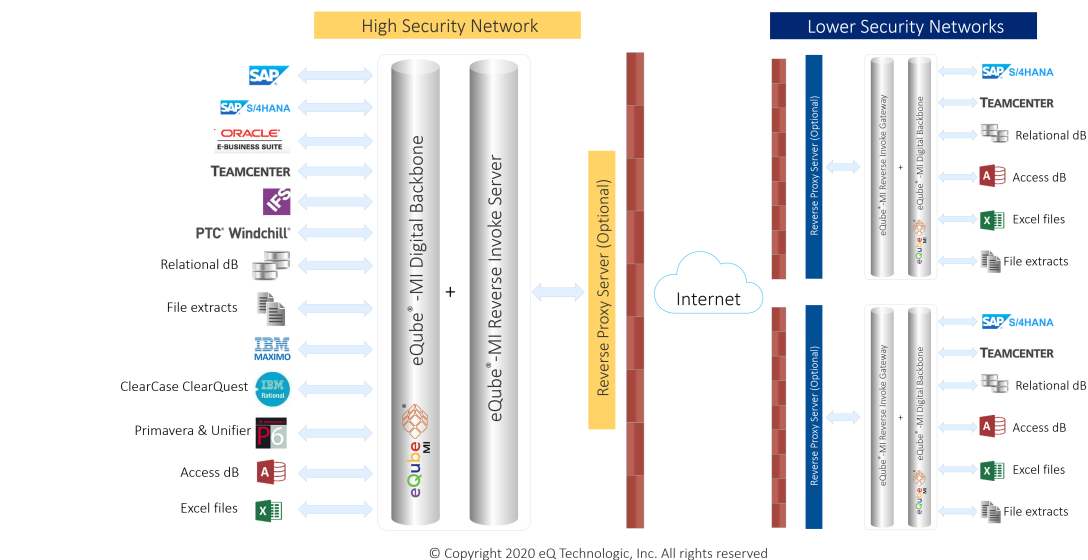 High Security Network
Lower Security Networks
SAP
SAP S/4HANA
ORACLE
E-BUSINESS SUITE
TEAMCENTER
IFS
PTC® Windchill®
Relational dB
File extracts
IBM
MAXIMO
ClearCase ClearQuest
IBM
Rational.
Primavera & Unifier
P6
Access dB
A
Excel files
X
eQube®-MI Digital Backbone
eQube® MI
+
eQube®-MI Reverse Invoke Server
Reverse Proxy Server (Optional)
Internet
Reverse Proxy Server (Optional)
eQube®-MI Reverse Invoke Gateway
+
eQube®-MI Digital Backbone
eQube® MI
SAP S/4HANA
TEAMCENTER
Relational dB
A
Access dB
X
Excel files
File extracts
Reverse Proxy Server (Optional)
eQube®-MI Reverse Invoke Gateway
+
eQube®-MI Digital Backbone
eQube® MI
SAP S/4HANA
TEAMCENTER
Relational dB
A
Access dB
X
Excel files
File extracts
© Copyright 2020 eQ Technologic, Inc. All rights reserved